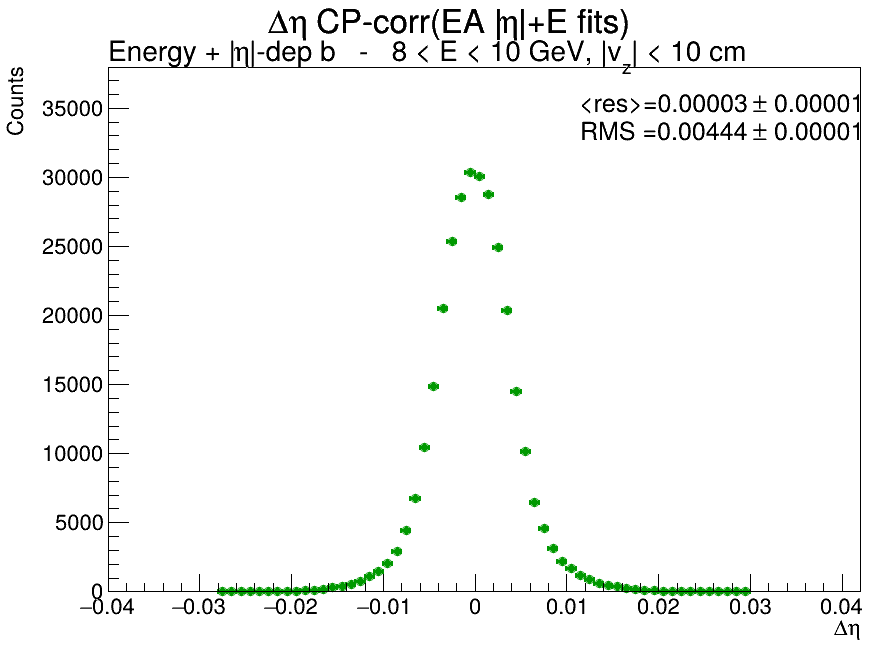 Δη CP-corr(EA |η|+E fits)
Energy + |η|-dep b - 8 < E < 10 GeV, |v_z| < 10 cm
<res>=0.00003 ± 0.00001
RMS =0.00444 ± 0.00001
Counts
35000
30000
25000
20000
15000
10000
5000
0
−0.04 −0.03 −0.02 −0.01 0 0.01 0.02 0.03 0.04
Δη